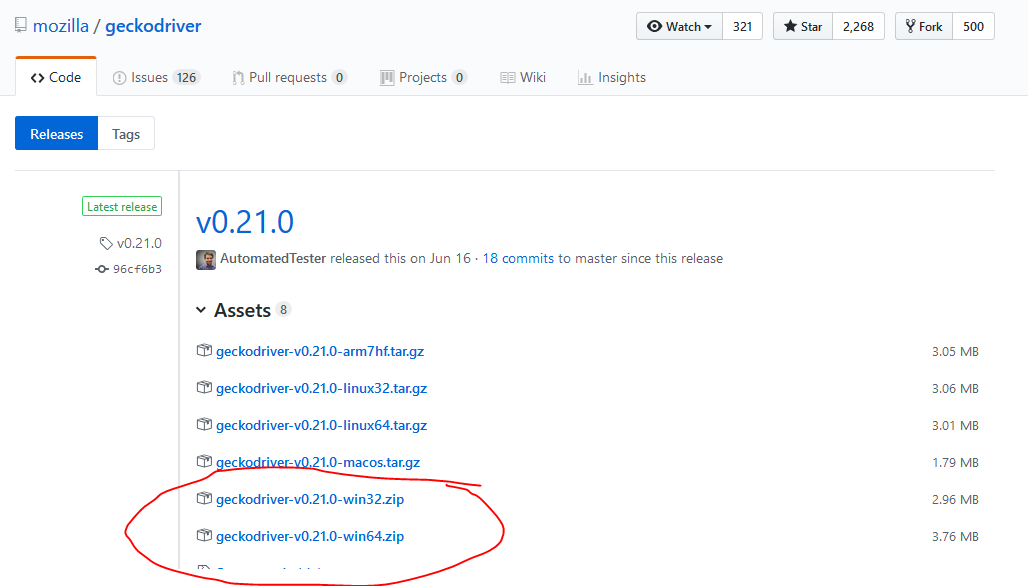 mozilla / geckodriver
Watch 321 Star 2,268 Fork 500
Code Issues 126 Pull requests 0 Projects 0 Wiki Insights
Releases Tags
Latest release
v0.21.0
96cf6b3
v0.21.0
AutomatedTester released this on Jun 16 · 18 commits to master since this release
Assets 8
geckodriver-v0.21.0-arm7hf.tar.gz 3.05 MB
geckodriver-v0.21.0-linux32.tar.gz 3.06 MB
geckodriver-v0.21.0-linux64.tar.gz 3.01 MB
geckodriver-v0.21.0-macos.tar.gz 1.79 MB
geckodriver-v0.21.0-win32.zip 2.96 MB
geckodriver-v0.21.0-win64.zip 3.76 MB